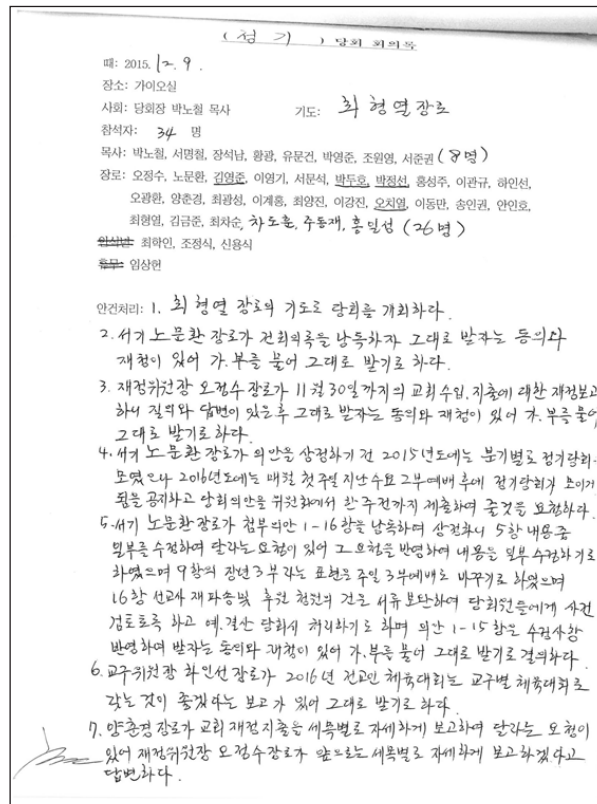 ( 정 기 ) 당회 회의록
때: 2015. 12. 9.
장소: 가이오실
사회: 당회장 박노철 목사 기도: 최 형 열 장로
참석자: 34 명
목사: 박노철, 서명철, 장석남, 황광, 유문건, 박영준, 조원영, 서준권 (8명)
장로: 오정수, 노문환, 김영준, 이영기, 서문석, 박두호, 박정선, 홍성주, 이관규, 하인선,
오광환, 양춘경, 최광성, 이계홍, 최양진, 이강진, 오치영, 이동만, 송인권, 안인호,
최형열, 김금준, 최차순, 차도훈, 주동재, 홍일성 (26명)
안식년 최학인, 조정식, 신용식
휴무: 임상헌
안건처리: 1. 최 형열 장로의 기도로 당회를 개회하다.
2. 서기 노문환 장로가 전회의록을 낭독하자 그대로 받자는 동의와
재청이 있어 가.부를 물어 그대로 받기로 하다.
3. 재정위원장 오정수 장로가 11월 30일까지의 교회수입.지출에 대한 재정보고
하니 질의와 답변이 있은 후 그대로 받자는 동의와 재청이 있어 가.부를 물어
그대로 받기로 하다.
4. 서기 노문환 장로가 의안을 상정하기 전 2015년도에는 분기별로 정기당회
모였으나 2016년도에는 매월 첫 주일 지난 수요 2부예배 후에 정기당회가 모이게
됨을 공지하고 당회의안을 위원회에서 한 주전까지 제출하여 줄것을 요청하다.
5. 서기 노문환 장로가 첨부의안 1-16항을 낭독하여 상정하니 5항 내용 중
일부를 수정하여 달라는 요청이 있어 그 요청을 반영하여 내용을 일부 수정하기로
하였으며 9항의 장년 3부라는 표현은 주일 3부예배로 바꾸기로 하였으며
16항 선교사 재파송및 후원 청원의 건은 서류 보탄하여 당회원들에게 사전
검토토록 하고 예.결산 당회시 처리하기로 하며 의안 1-15항은 수정사항
반영하여 받자는 동의와 재청이 있어 가.부를 물어 그대로 받기로 결의하다.
6. 교구위원장 하인선 장로가 2016년 전교인 체육대회는 교구별 체육대회로
갖는 것이 좋겠다는 보고가 있어 그대로 받기로 하다.
7. 양춘경 장로가 교회 재정지출을 세목별로 자세하게 보고하여 달라는 요청이
있어 재정위원장 오정수 장로가 앞으로는 세목별로 자세하게 보고하겠다고
답변하다.